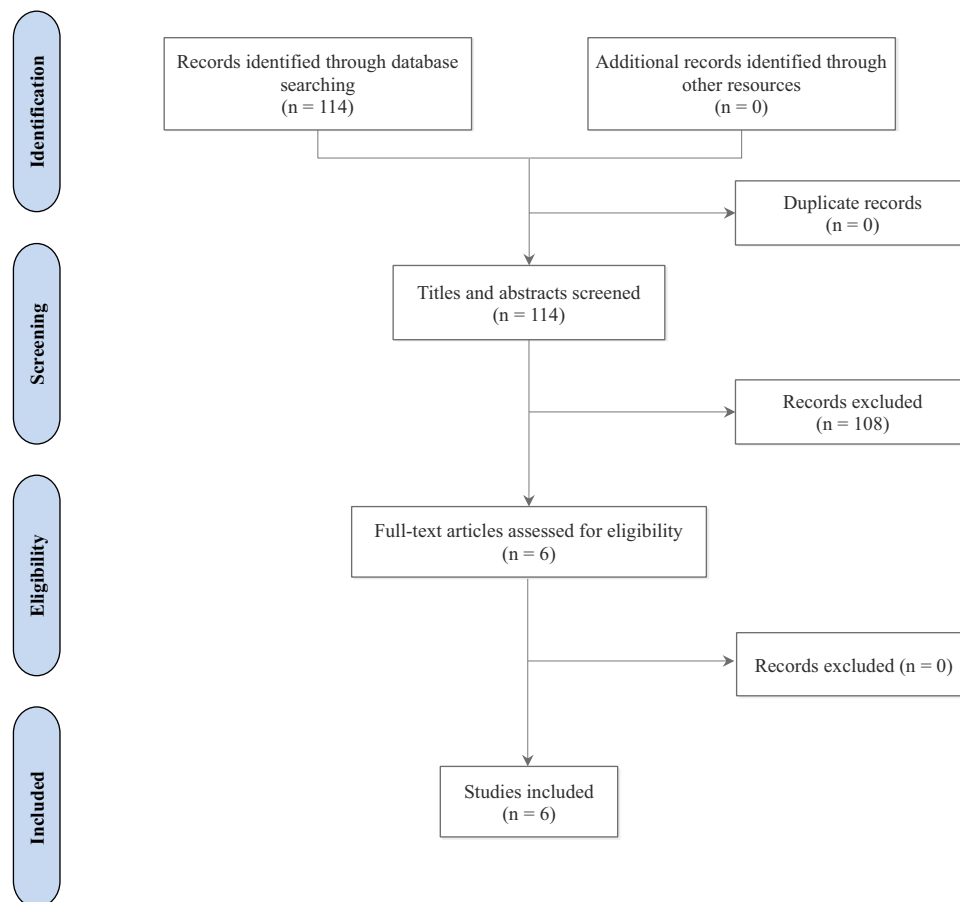 Identification
Records identified through database
searching
(n = 114)
Additional records identified through
other resources
(n = 0)
Duplicate records
(n = 0)
Screening
Titles and abstracts screened
(n = 114)
Records excluded
(n = 108)
Eligibility
Full-text articles assessed for eligibility
(n = 6)
Records excluded (n = 0)
Included
Studies included
(n = 6)